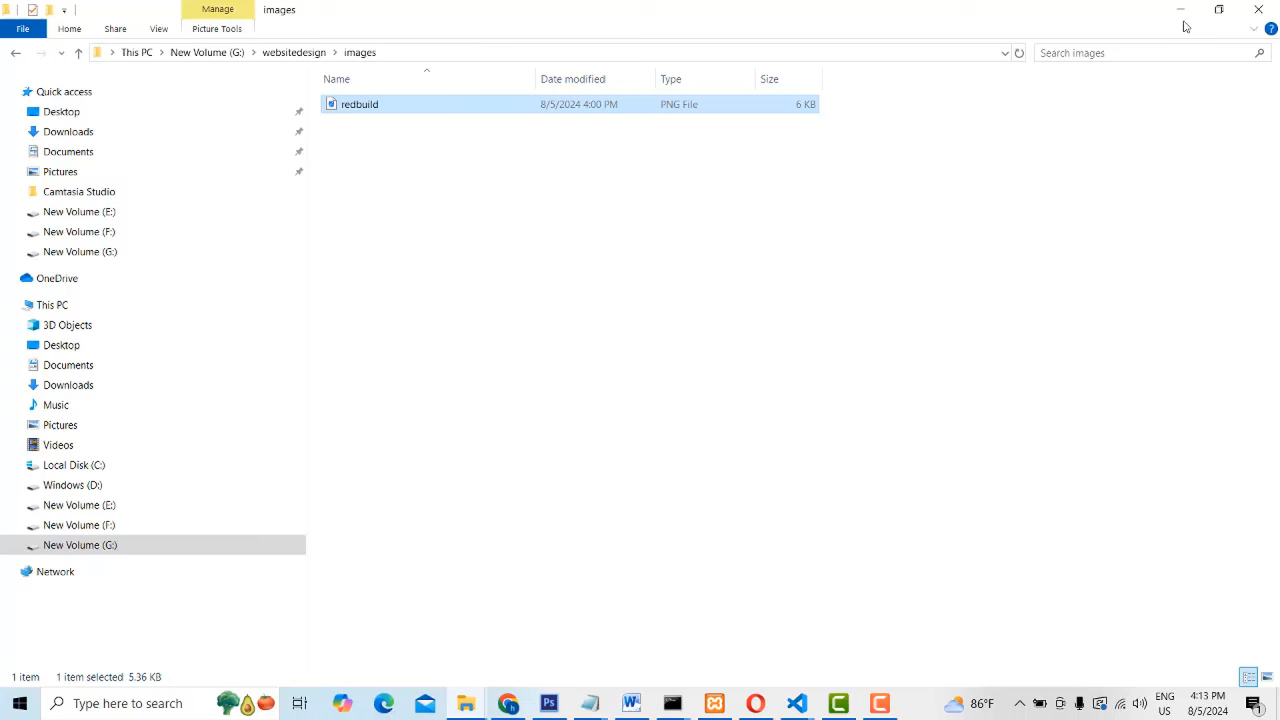 Manage
images
File
Home
Share
View
Picture Tools
This PC
New Volume (G:)
websitedesign
images
Search images
Name
Date modified
Type
Size
redbuild
8/5/2024 4:00 PM
PNG File
6 KB
Quick access
Desktop
Downloads
Documents
Pictures
Camtasia Studio
New Volume (E:)
New Volume (F:)
New Volume (G:)
OneDrive
This PC
3D Objects
Desktop
Documents
Downloads
Music
Pictures
Videos
Local Disk (C:)
Windows (D:)
New Volume (E:)
New Volume (F:)
New Volume (G:)
Network
1 item
1 item selected 5.36 KB
Type here to search
Ps
86°F
ENG
US
4:13 PM
8/5/2024
1